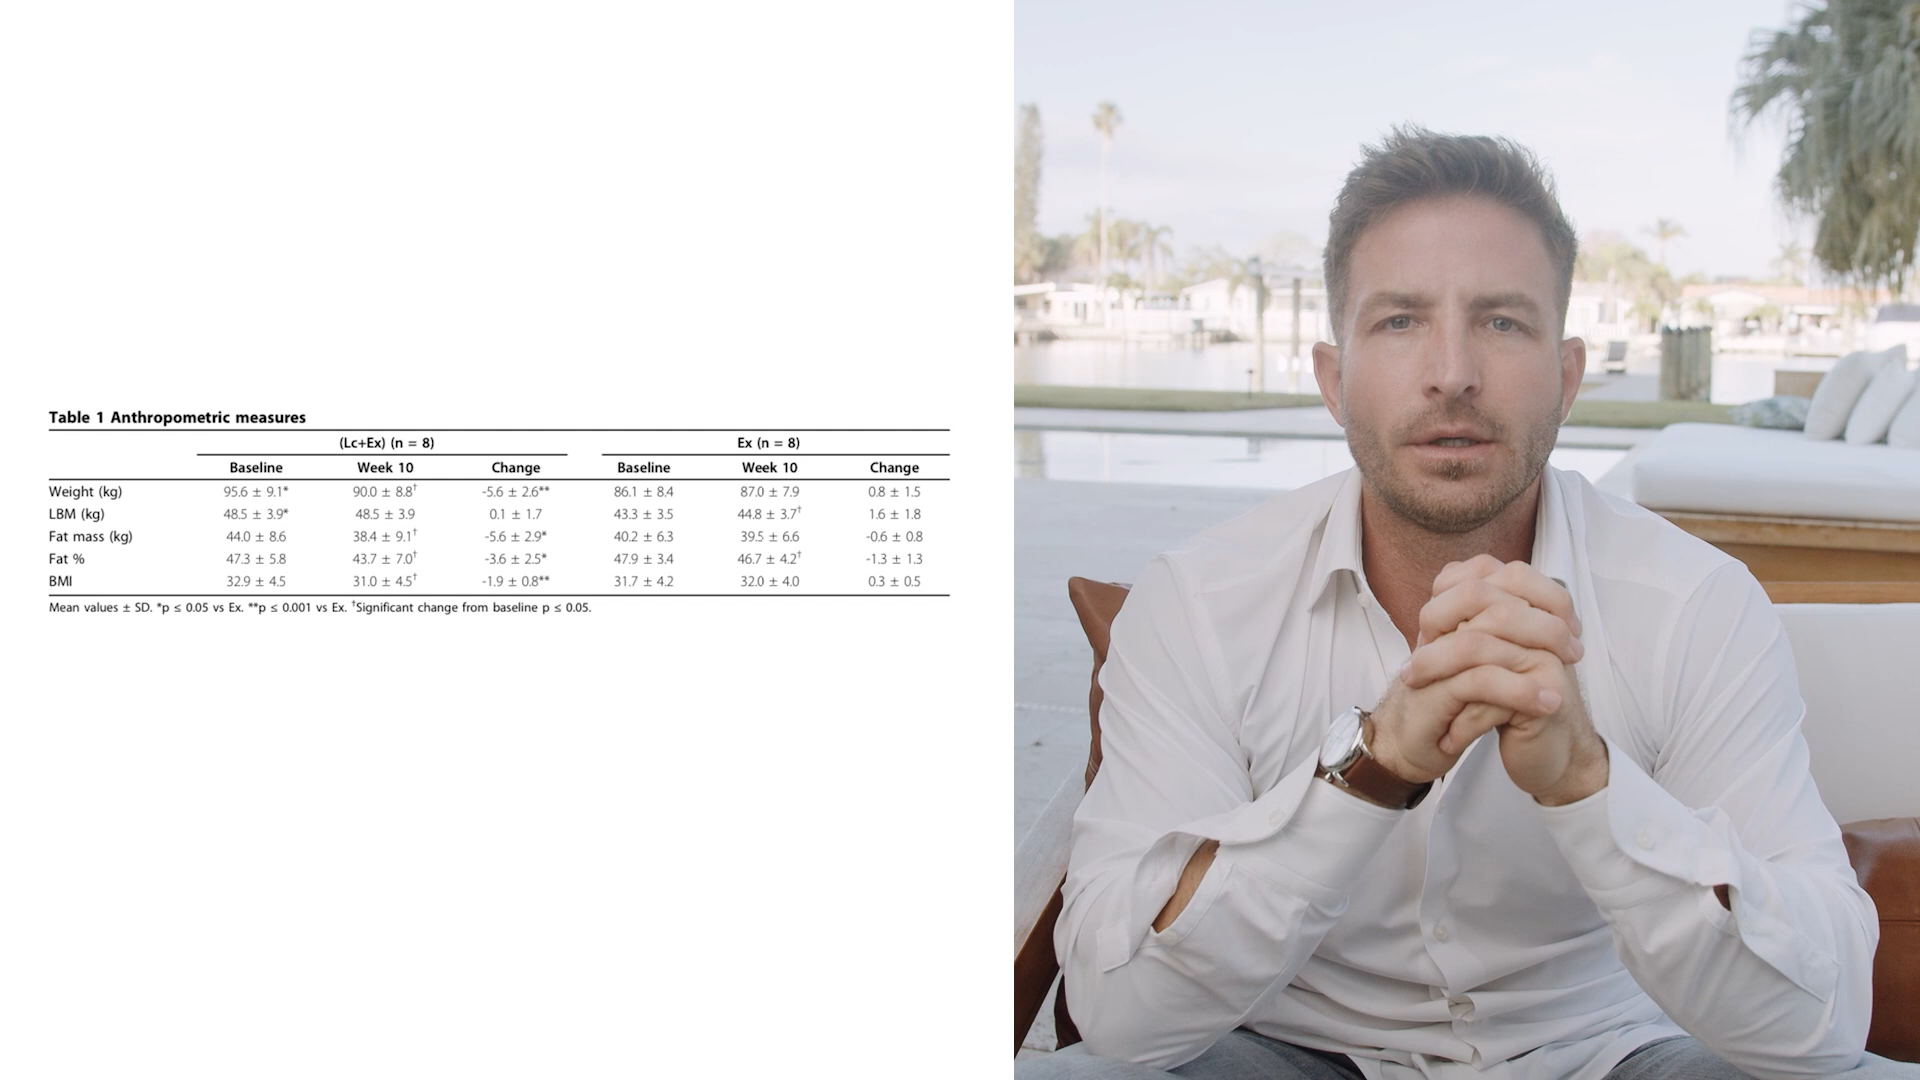 Table 1 Anthropometric measures
(Lc+Ex) (n = 8) Ex (n = 8)
Baseline Week 10 Change Baseline Week 10 Change
Weight (kg) 95.6 ± 9.1* 90.0 ± 8.8† -5.6 ± 2.6** 86.1 ± 8.4 87.0 ± 7.9 0.8 ± 1.5
LBM (kg) 48.5 ± 3.9* 48.5 ± 3.9 0.1 ± 1.7 43.3 ± 3.5 44.8 ± 3.7† 1.6 ± 1.8
Fat mass (kg) 44.0 ± 8.6 38.4 ± 9.1† -5.6 ± 2.9* 40.2 ± 6.3 39.5 ± 6.6 -0.6 ± 0.8
Fat % 47.3 ± 5.8 43.7 ± 7.0† -3.6 ± 2.5* 47.9 ± 3.4 46.7 ± 4.2† -1.3 ± 1.3
BMI 32.9 ± 4.5 31.0 ± 4.5† -1.9 ± 0.8** 31.7 ± 4.2 32.0 ± 4.0 0.3 ± 0.5
Mean values ± SD. *p ≤ 0.05 vs Ex. **p ≤ 0.001 vs Ex. †Significant change from baseline p ≤ 0.05.